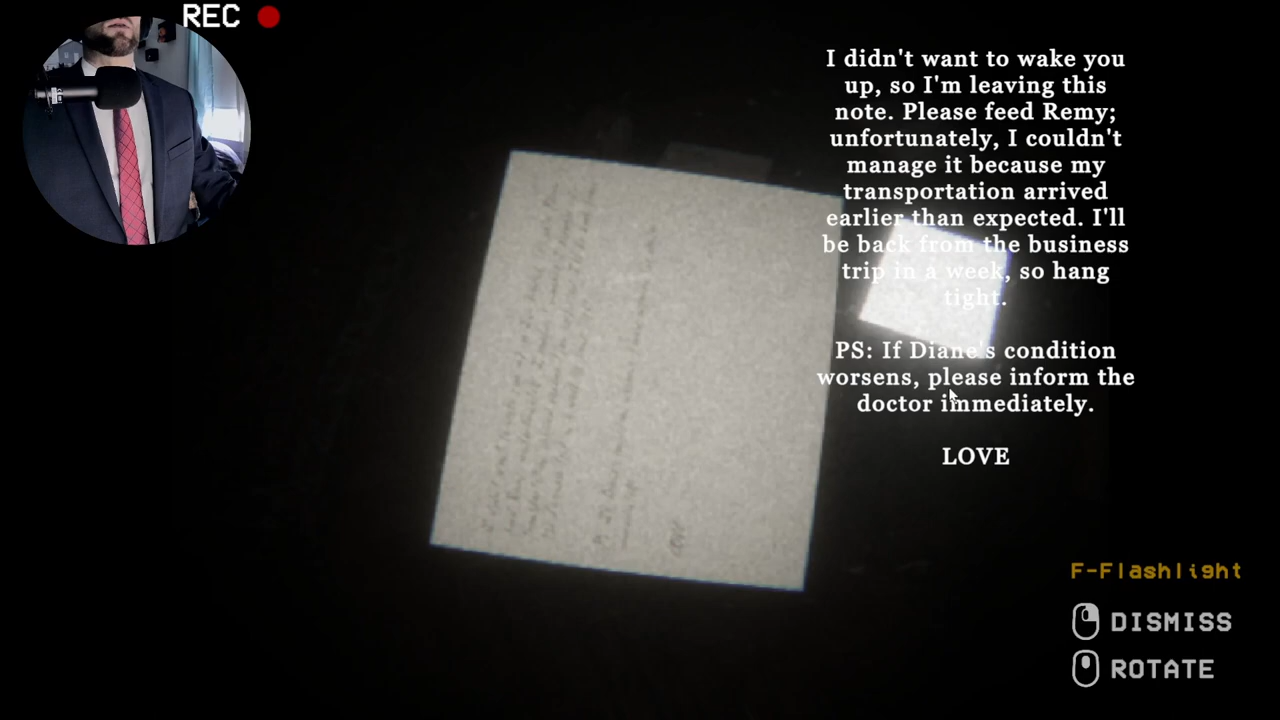 REC
I didn't want to wake you
up, so I'm leaving this
note. Please feed Remy;
unfortunately, I couldn't
manage it because my
transportation arrived
earlier than expected. I'll
be back from the business
trip in a week, so hang
tight.
PS: If Diane's condition
worsens, please inform the
doctor immediately.
LOVE
F-Flashlight
DISMISS
ROTATE